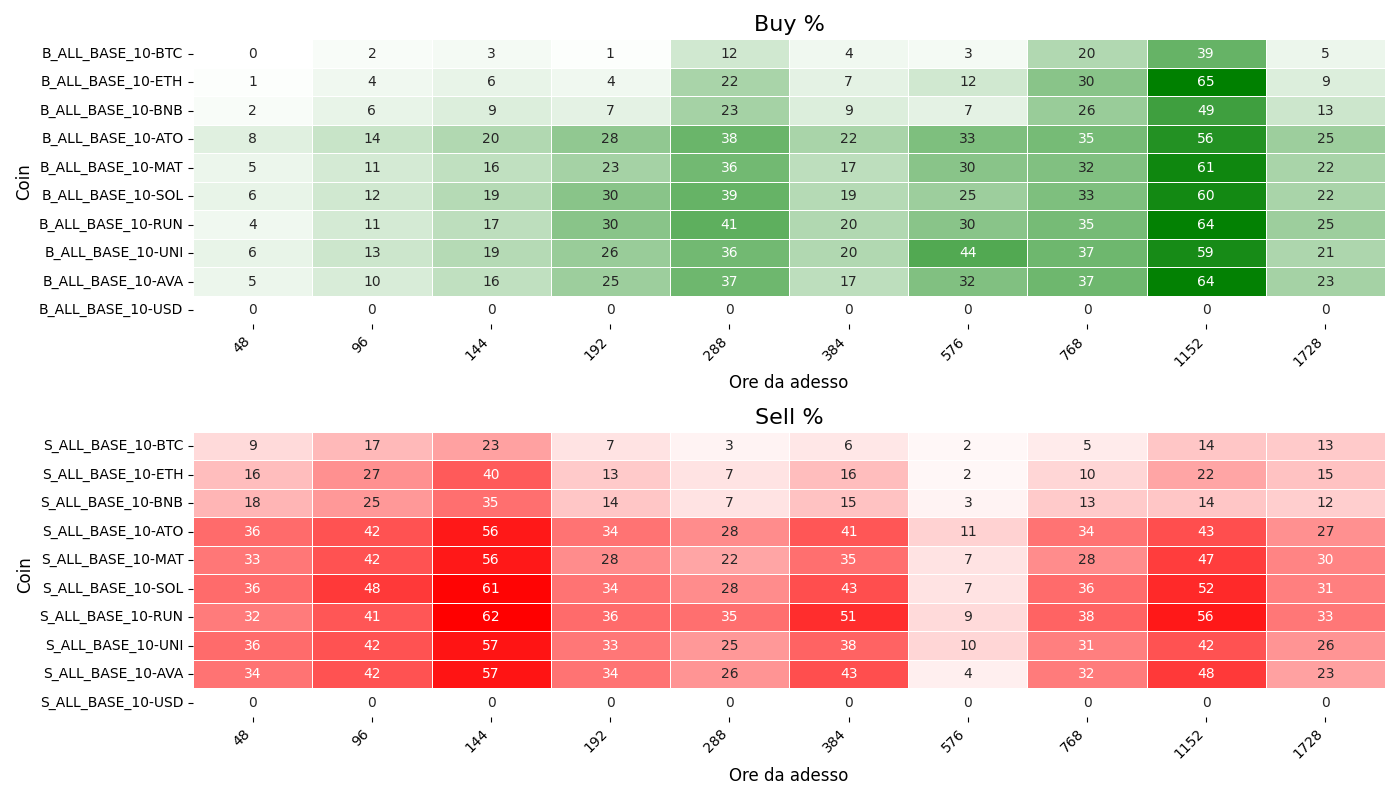 Buy %
Coin
B_ALL_BASE_10-BTC 0 2 3 1 12 4 3 20 39 5
B_ALL_BASE_10-ETH 1 4 6 4 22 7 12 30 65 9
B_ALL_BASE_10-BNB 2 6 9 7 23 9 7 26 49 13
B_ALL_BASE_10-ATO 8 14 20 28 38 22 33 35 56 25
B_ALL_BASE_10-MAT 5 11 16 23 36 17 30 32 61 22
B_ALL_BASE_10-SOL 6 12 19 30 39 19 25 33 60 22
B_ALL_BASE_10-RUN 4 11 17 30 41 20 30 35 64 25
B_ALL_BASE_10-UNI 6 13 19 26 36 20 44 37 59 21
B_ALL_BASE_10-AVA 5 10 16 25 37 17 32 37 64 23
B_ALL_BASE_10-USD 0 0 0 0 0 0 0 0 0 0
48 96 144 192 288 384 576 768 1152 1728
Ore da adesso
Sell %
Coin
S_ALL_BASE_10-BTC 9 17 23 7 3 6 2 5 14 13
S_ALL_BASE_10-ETH 16 27 40 13 7 16 2 10 22 15
S_ALL_BASE_10-BNB 18 25 35 14 7 15 3 13 14 12
S_ALL_BASE_10-ATO 36 42 56 34 28 41 11 34 43 27
S_ALL_BASE_10-MAT 33 42 56 28 22 35 7 28 47 30
S_ALL_BASE_10-SOL 36 48 61 34 28 43 7 36 52 31
S_ALL_BASE_10-RUN 32 41 62 36 35 51 9 38 56 33
S_ALL_BASE_10-UNI 36 42 57 33 25 38 10 31 42 26
S_ALL_BASE_10-AVA 34 42 57 34 26 43 4 32 48 23
S_ALL_BASE_10-USD 0 0 0 0 0 0 0 0 0 0
48 96 144 192 288 384 576 768 1152 1728
Ore da adesso